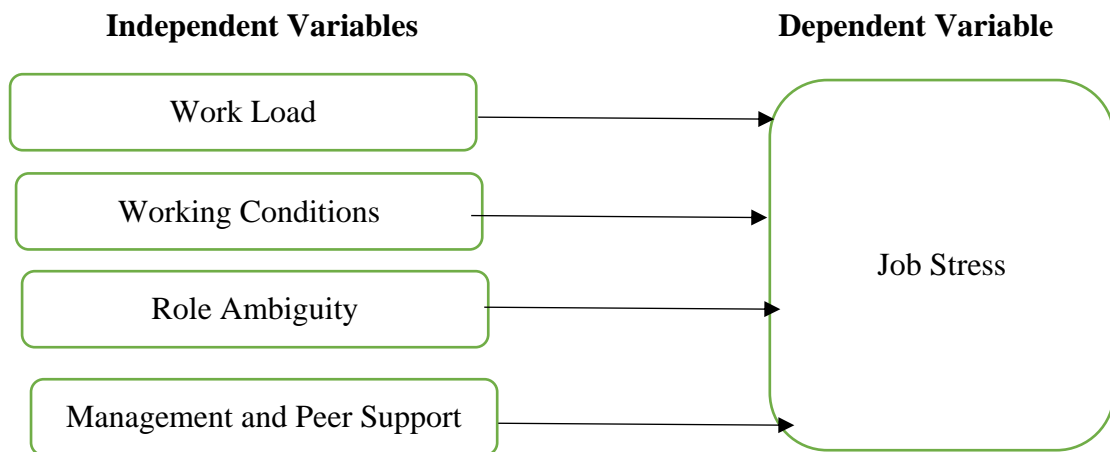 Independent Variables
Dependent Variable
Work Load
Working Conditions
Role Ambiguity
Management and Peer Support
Job Stress